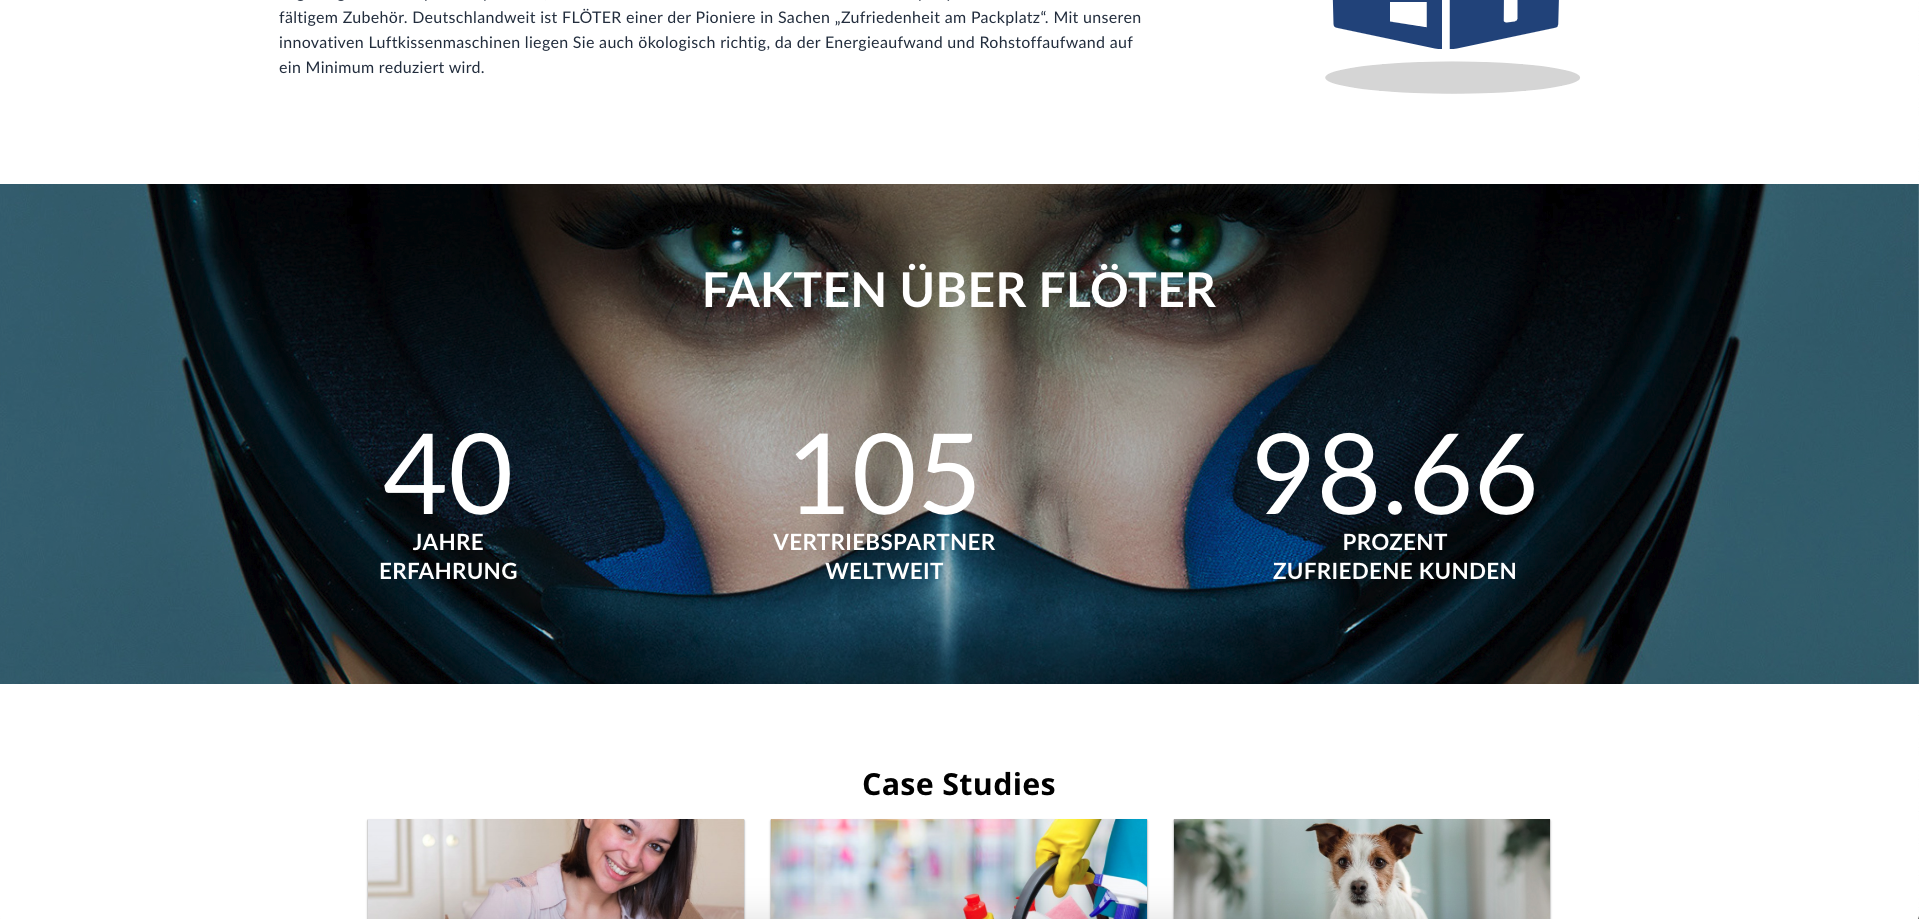 fältigem Zubehör. Deutschlandweit ist FLÖTER einer der Pioniere in Sachen „Zufriedenheit am Packplatz“. Mit unseren
innovativen Luftkissenmaschinen liegen Sie auch ökologisch richtig, da der Energieaufwand und Rohstoffaufwand auf
ein Minimum reduziert wird.
FAKTEN ÜBER FLÖTER
40
JAHRE
ERFAHRUNG
105
VERTRIEBSPARTNER
WELTWEIT
98.66
PROZENT
ZUFRIEDENE KUNDEN
Case Studies